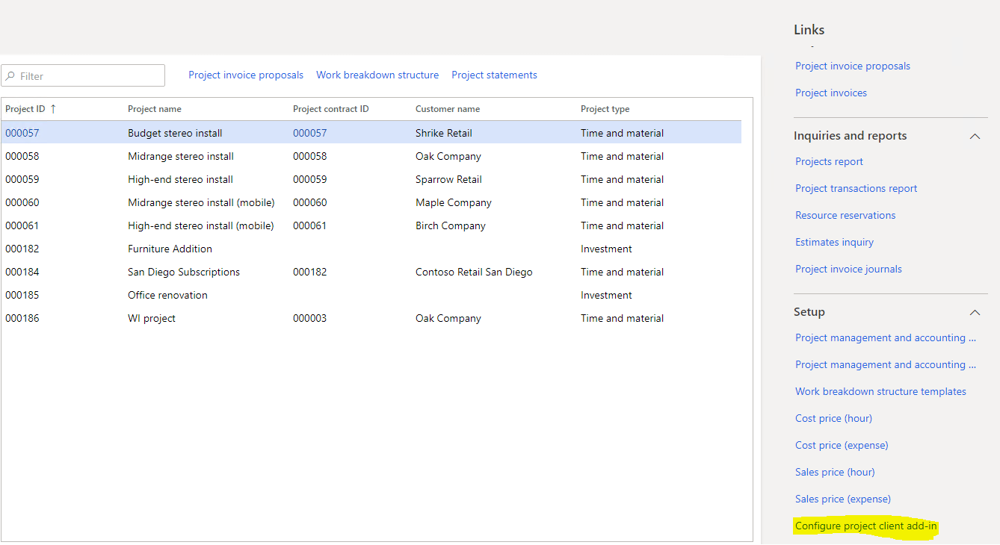 Links
Filter
Project invoice proposals Work breakdown structure Project statements
Project ID ↑ Project name Project contract ID Customer name Project type
000057 Budget stereo install 000057 Shrike Retail Time and material
000058 Midrange stereo install 000058 Oak Company Time and material
000059 High-end stereo install 000059 Sparrow Retail Time and material
000060 Midrange stereo install (mobile) 000060 Maple Company Time and material
000061 High-end stereo install (mobile) 000061 Birch Company Time and material
000182 Furniture Addition Investment
000184 San Diego Subscriptions 000182 Contoso Retail San Diego Time and material
000185 Office renovation Investment
000186 WI project 000003 Oak Company Time and material
Project invoice proposals
Project invoices
Inquiries and reports
Projects report
Project transactions report
Resource reservations
Estimates inquiry
Project invoice journals
Setup
Project management and accounting ...
Project management and accounting ...
Work breakdown structure templates
Cost price (hour)
Cost price (expense)
Sales price (hour)
Sales price (expense)
Configure project client add-in